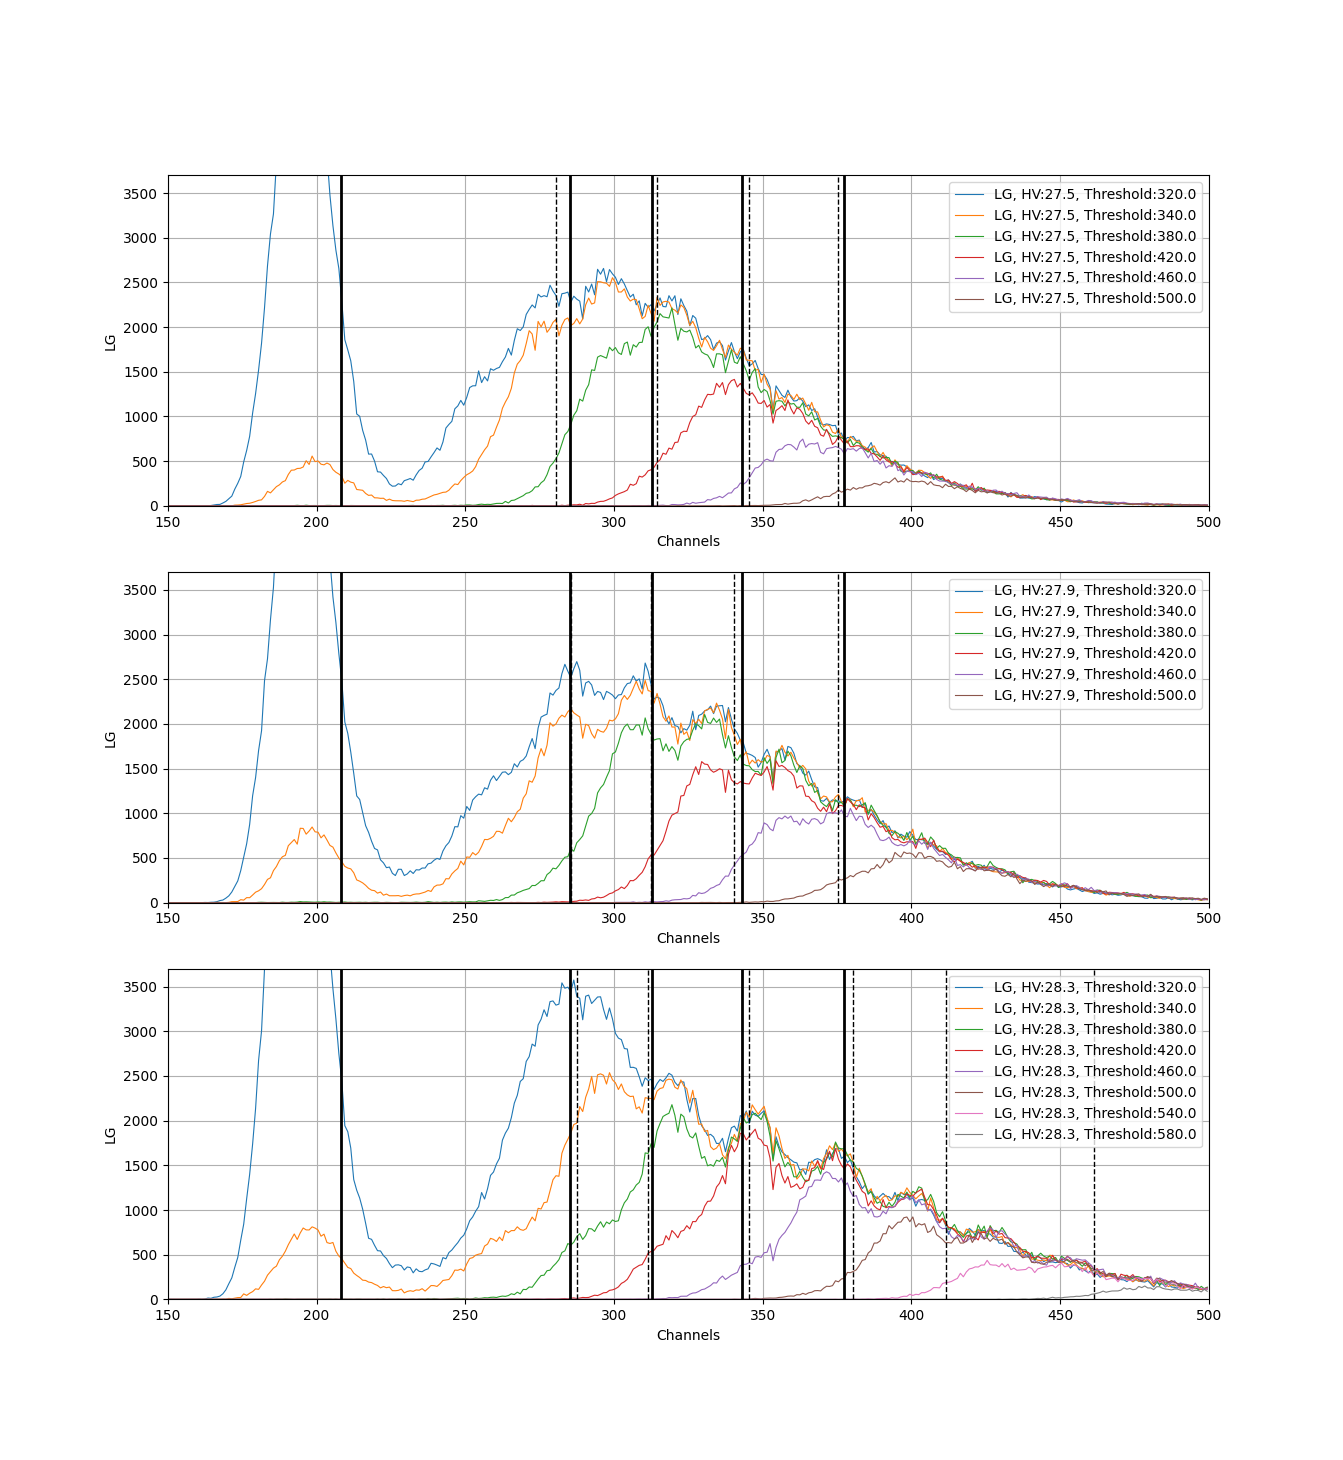 3500
3000
2500
2000
1500
1000
500
0
LG
LG, HV:27.5, Threshold:320.0
LG, HV:27.5, Threshold:340.0
LG, HV:27.5, Threshold:380.0
LG, HV:27.5, Threshold:420.0
LG, HV:27.5, Threshold:460.0
LG, HV:27.5, Threshold:500.0
150 200 250 300 350 400 450 500
Channels
3500
3000
2500
2000
1500
1000
500
0
LG
LG, HV:27.9, Threshold:320.0
LG, HV:27.9, Threshold:340.0
LG, HV:27.9, Threshold:380.0
LG, HV:27.9, Threshold:420.0
LG, HV:27.9, Threshold:460.0
LG, HV:27.9, Threshold:500.0
150 200 250 300 350 400 450 500
Channels
3500
3000
2500
2000
1500
1000
500
0
LG
LG, HV:28.3, Threshold:320.0
LG, HV:28.3, Threshold:340.0
LG, HV:28.3, Threshold:380.0
LG, HV:28.3, Threshold:420.0
LG, HV:28.3, Threshold:460.0
LG, HV:28.3, Threshold:500.0
LG, HV:28.3, Threshold:540.0
LG, HV:28.3, Threshold:580.0
150 200 250 300 350 400 450 500
Channels